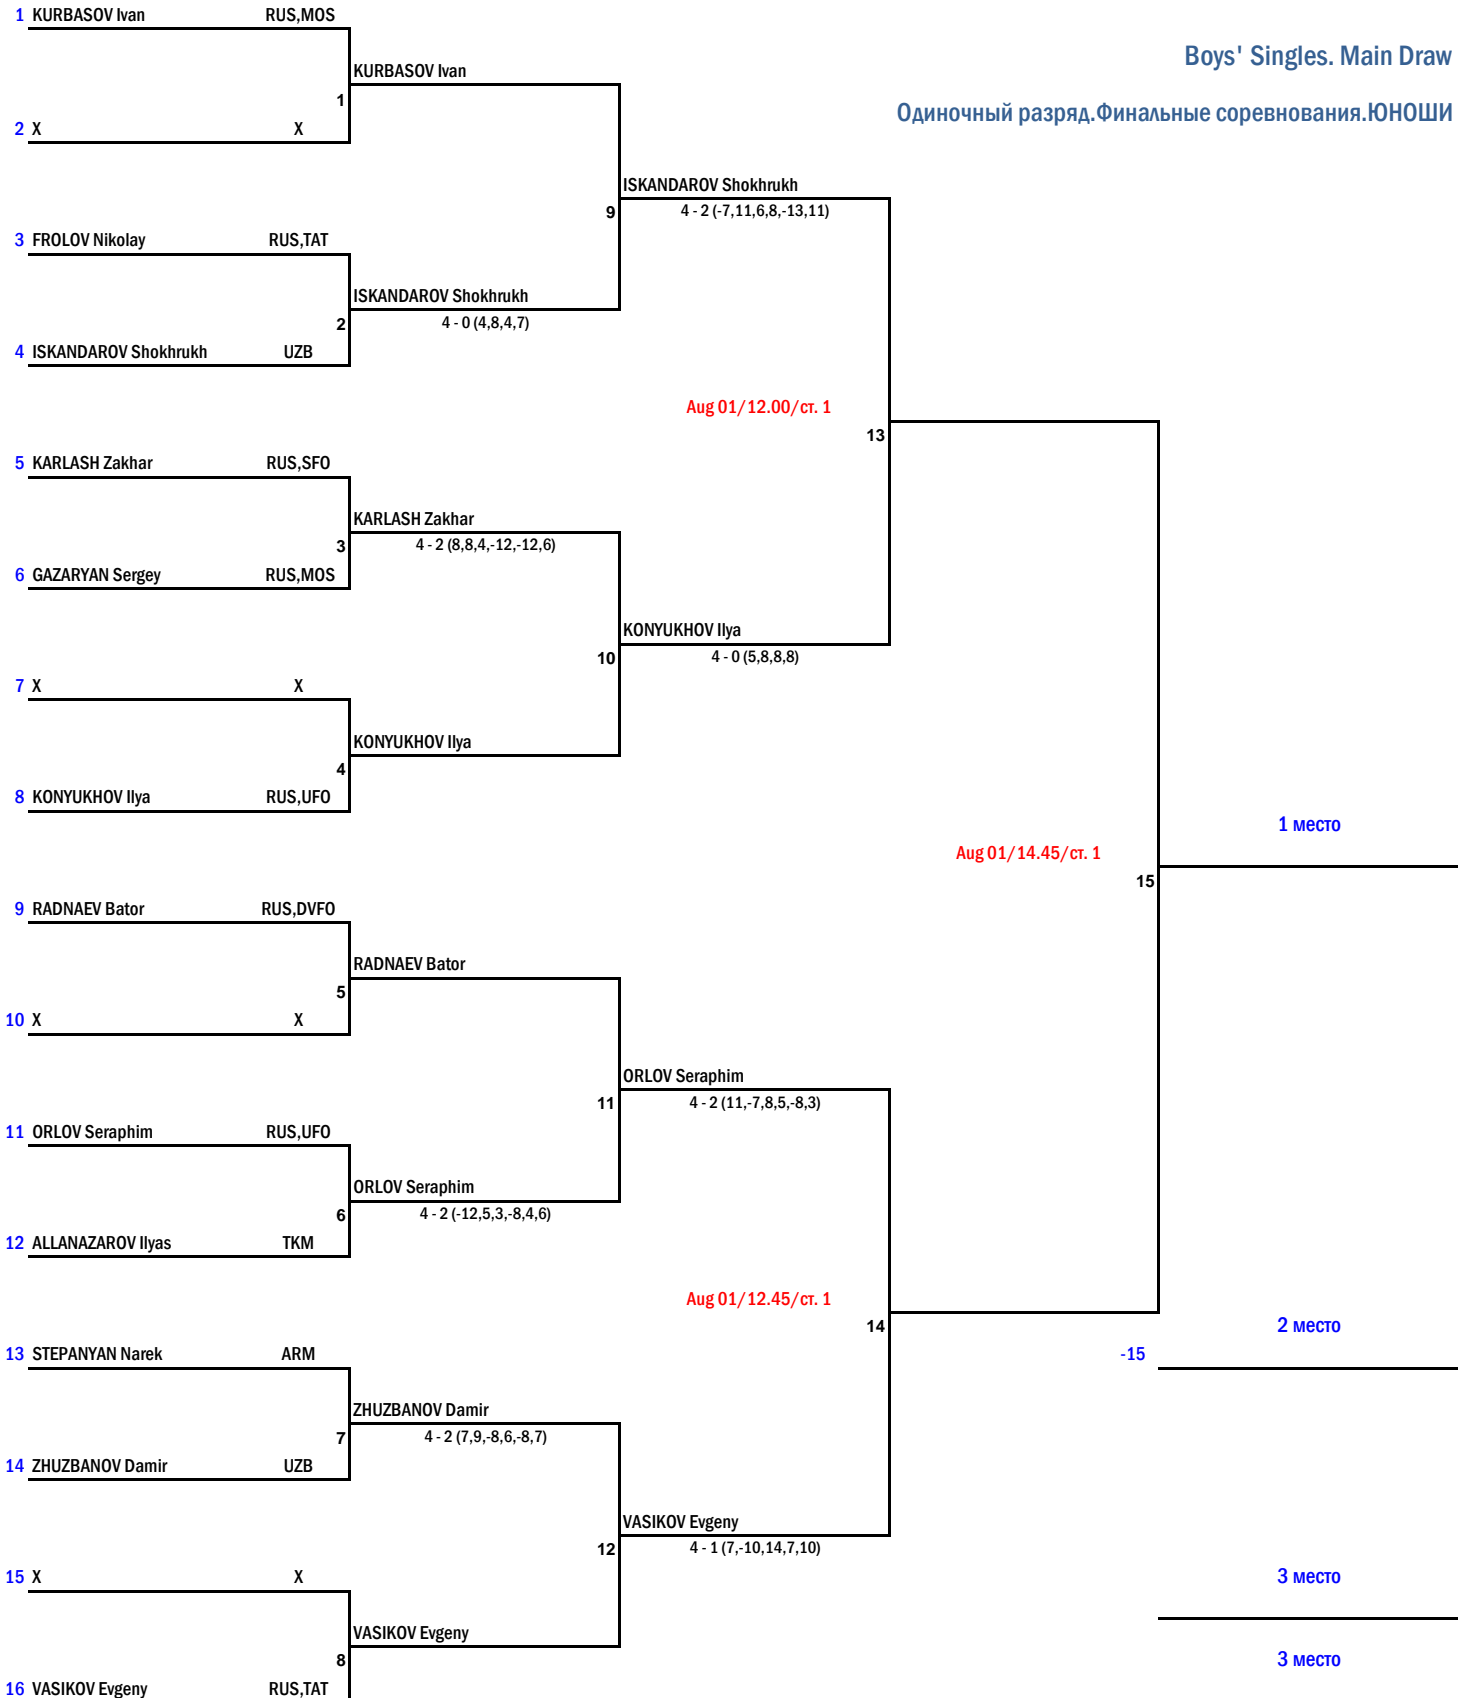 1 KURBASOV Ivan RUS,MOS
Boys' Singles. Main Draw
KURBASOV Ivan
1
Одиночный разряд.Финальные соревнования.ЮНОШИ
2 X X
ISKANDAROV Shokhrukh
9
4 - 2 (-7,11,6,8,-13,11)
3 FROLOV Nikolay RUS,TAT
ISKANDAROV Shokhrukh
2
4 - 0 (4,8,4,7)
4 ISKANDAROV Shokhrukh UZB
Aug 01/12.00/ст. 1
13
5 KARLASH Zakhar RUS,SFO
KARLASH Zakhar
3
4 - 2 (8,8,4,-12,-12,6)
6 GAZARYAN Sergey RUS,MOS
KONYUKHOV Ilya
10
4 - 0 (5,8,8,8)
7 X X
KONYUKHOV Ilya
4
8 KONYUKHOV Ilya RUS,UFO
1 место
Aug 01/14.45/ст. 1
15
9 RADNAEV Bator RUS,DVFO
RADNAEV Bator
5
10 X X
ORLOV Seraphim
11
4 - 2 (11,-7,8,5,-8,3)
11 ORLOV Seraphim RUS,UFO
ORLOV Seraphim
6
4 - 2 (-12,5,3,-8,4,6)
12 ALLANAZAROV Ilyas TKM
Aug 01/12.45/ст. 1
14
2 место
-15
13 STEPANYAN Narek ARM
ZHUZBANOV Damir
7
4 - 2 (7,9,-8,6,-8,7)
14 ZHUZBANOV Damir UZB
VASIKOV Evgeny
12
4 - 1 (7,-10,14,7,10)
15 X X
3 место
VASIKOV Evgeny
8
3 место
16 VASIKOV Evgeny RUS,TAT